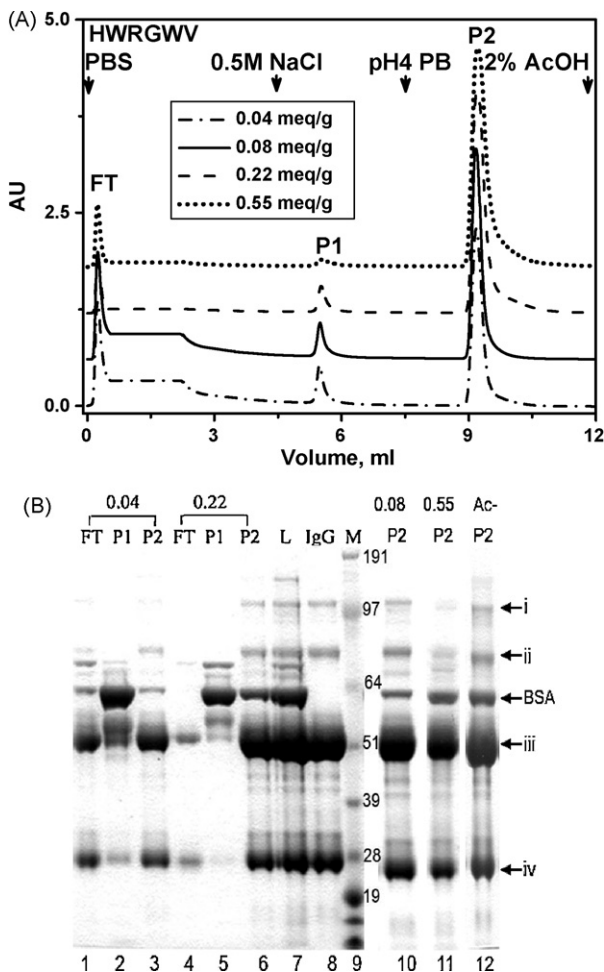 (A)
HWRGWV
PBS 0.5M NaCl pH4 PB 2% AcOH
P2
0.04 meq/g
0.08 meq/g
0.22 meq/g
0.55 meq/g
FT
P1
5.0
2.5
0.0
AU
0 3 6 9 12
Volume, ml
(B)
0.04 0.22 0.08 0.55 Ac-
FT P1 P2 FT P1 P2 L IgG M P2 P2 P2
191
97
64
51
39
28
19
i
ii
BSA
iii
iv
1 2 3 4 5 6 7 8 9 10 11 12